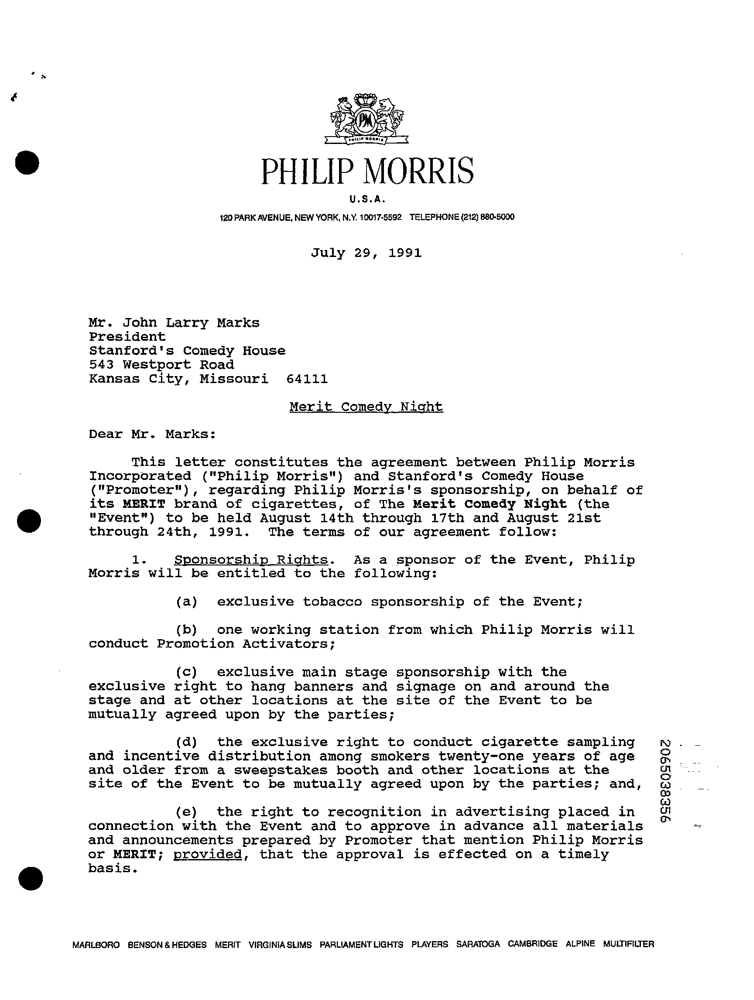 PM
PHILIP MORRIS
PHILIP MORRIS
U.S.A.
120 PARK AVENUE, NEW YORK, N.Y. 10017-5592 TELEPHONE (212) 880-5000
July 29, 1991
Mr. John Larry Marks
President
Stanford's Comedy House
543 Westport Road
Kansas City, Missouri 64111
Merit Comedy Night
Dear Mr. Marks:
This letter constitutes the agreement between Philip Morris
Incorporated ("Philip Morris") and Stanford's Comedy House
("Promoter"), regarding Philip Morris's sponsorship, on behalf of
its MERIT brand of cigarettes, of The Merit Comedy Night (the
"Event") to be held August 14th through 17th and August 21st
through 24th, 1991. The terms of our agreement follow:
1. Sponsorship Rights. As a sponsor of the Event, Philip
Morris will be entitled to the following:
(a) exclusive tobacco sponsorship of the Event;
(b) one working station from which Philip Morris will
conduct Promotion Activators;
(c) exclusive main stage sponsorship with the
exclusive right to hang banners and signage on and around the
stage and at other locations at the site of the Event to be
mutually agreed upon by the parties;
(d) the exclusive right to conduct cigarette sampling
and incentive distribution among smokers twenty-one years of age
and older from a sweepstakes booth and other locations at the
site of the Event to be mutually agreed upon by the parties; and,
(e) the right to recognition in advertising placed in
connection with the Event and to approve in advance all materials
and announcements prepared by Promoter that mention Philip Morris
or MERIT; provided, that the approval is effected on a timely
basis.
2065038356
MARLBORO BENSON & HEDGES MERIT VIRGINIA SLIMS PARLIAMENT LIGHTS PLAYERS SARATOGA CAMBRIDGE ALPINE MULTIFILTER